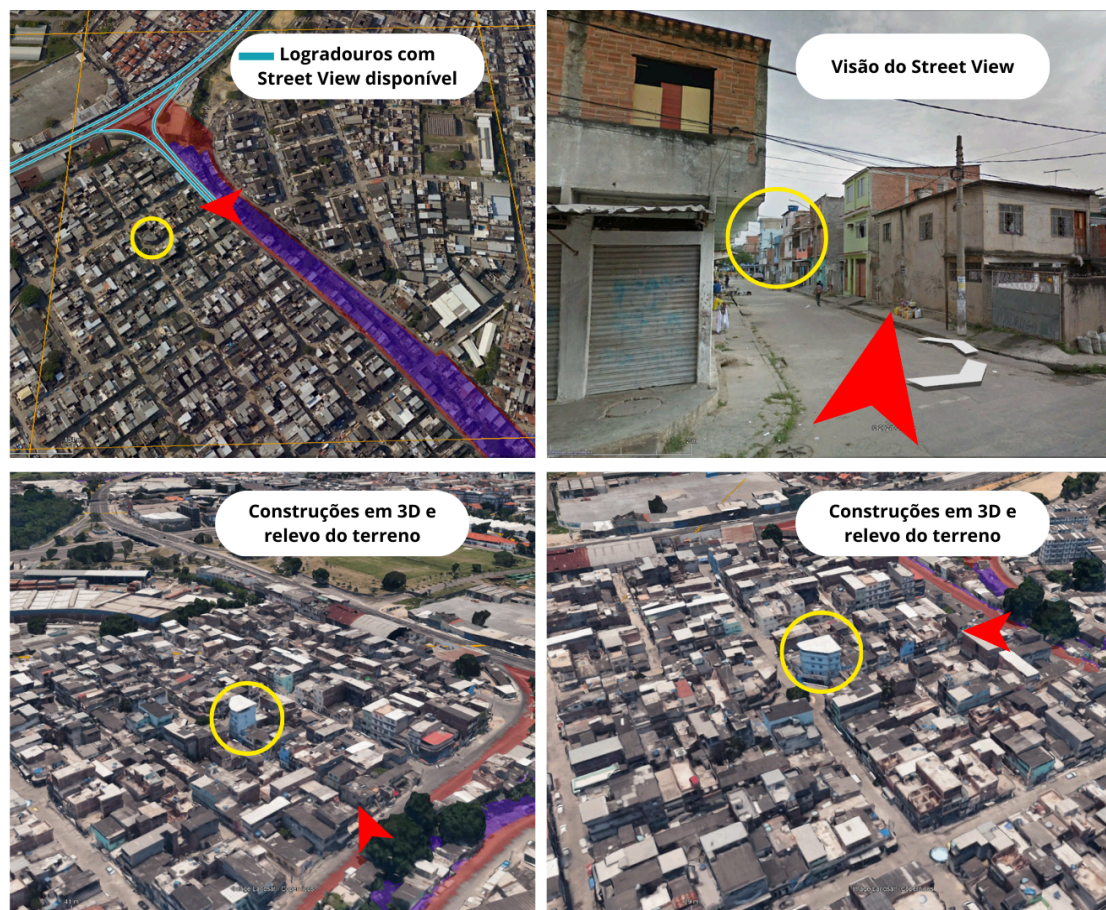 Logradouros com
Street View disponível
Visão do Street View
Construções em 3D e
relevo do terreno
Construções em 3D e
relevo do terreno